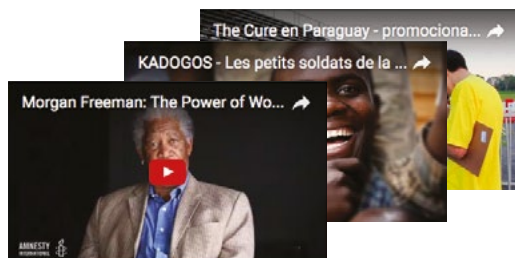 The Cure en Paraguay - promociona...
KADOGOS - Les petits soldats de la ...
Morgan Freeman: The Power of Wo...
AMNESTY
INTERNATIONAL